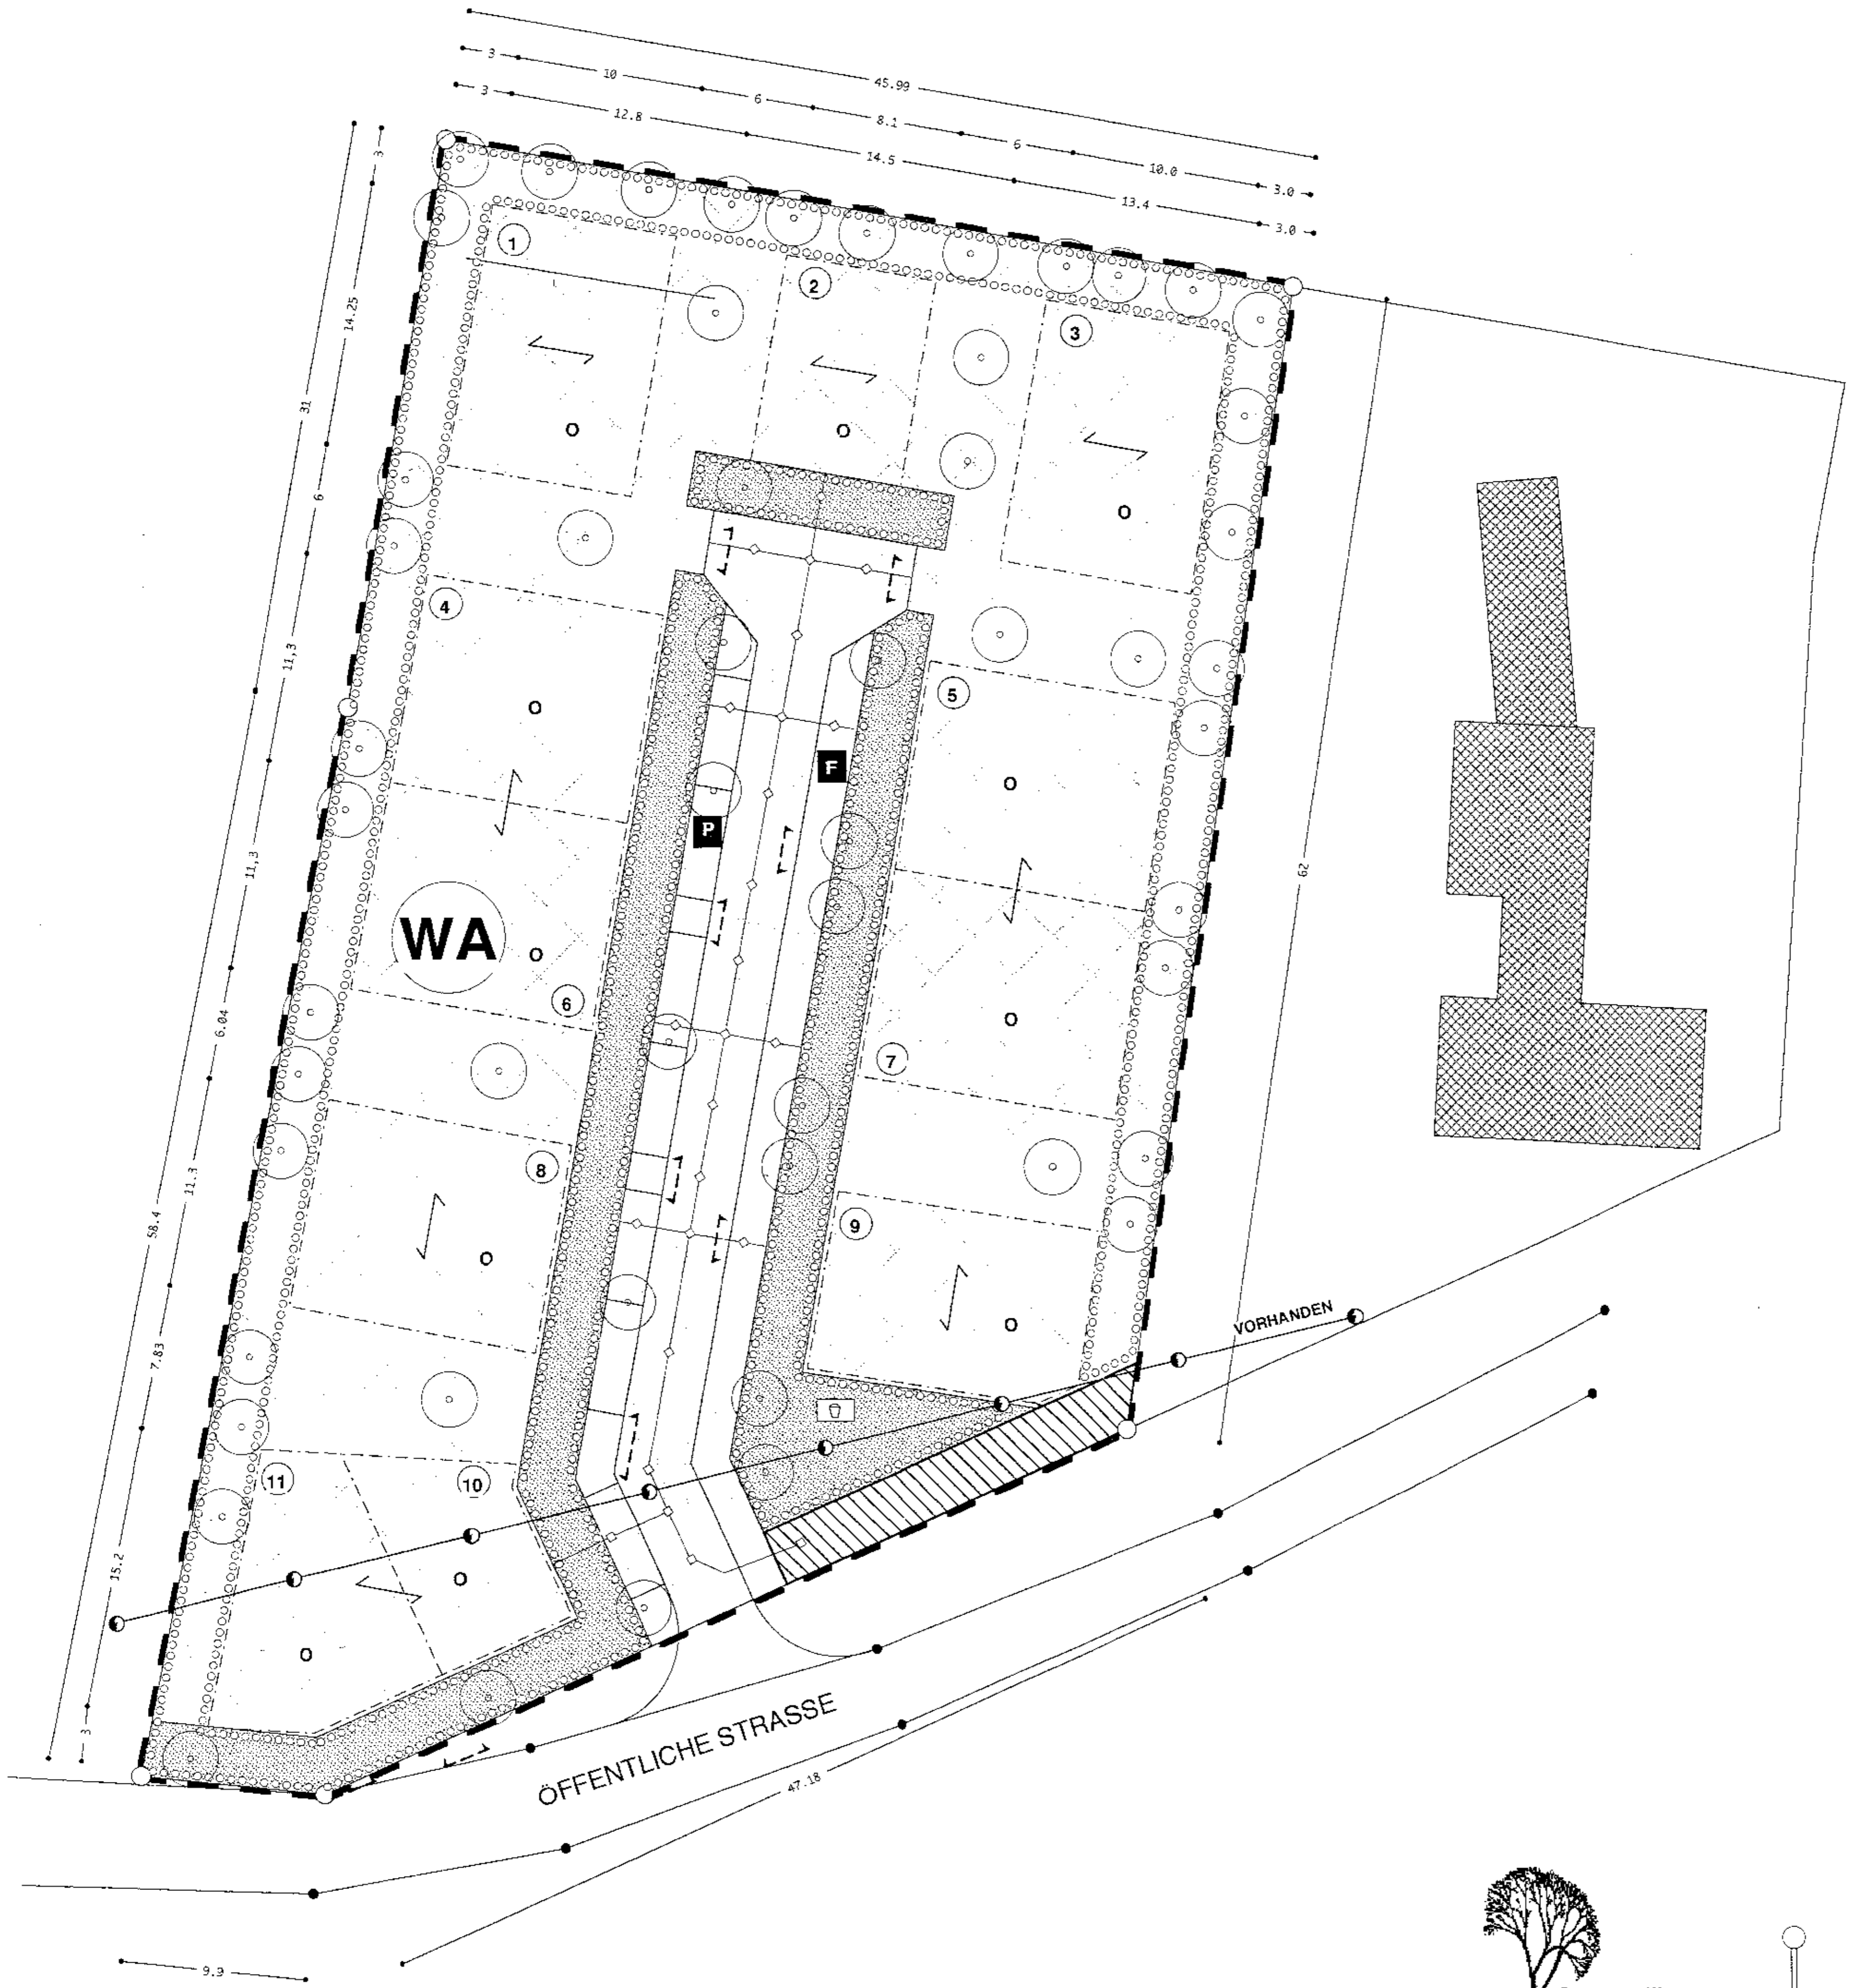 45.99
3 10 6 8.1 6 10.0 3.0
3 12.8 14.5 13.4 3.0
3
14.25
31
6
11,3
11,3
6.04
11.3
58.4
7.83
15.2
3
62
1
2
3
O
O
O
4
5
O
O
F
P
WA
O
O
6
7
8
9
O
O
VORHANDEN
11
10
O
O
ÖFFENTLICHE STRASSE
47.18
9.9